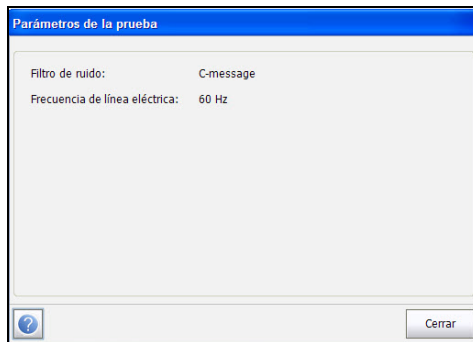 Parámetros de la prueba
Filtro de ruido: C-message
Frecuencia de línea eléctrica: 60 Hz
?
Cerrar